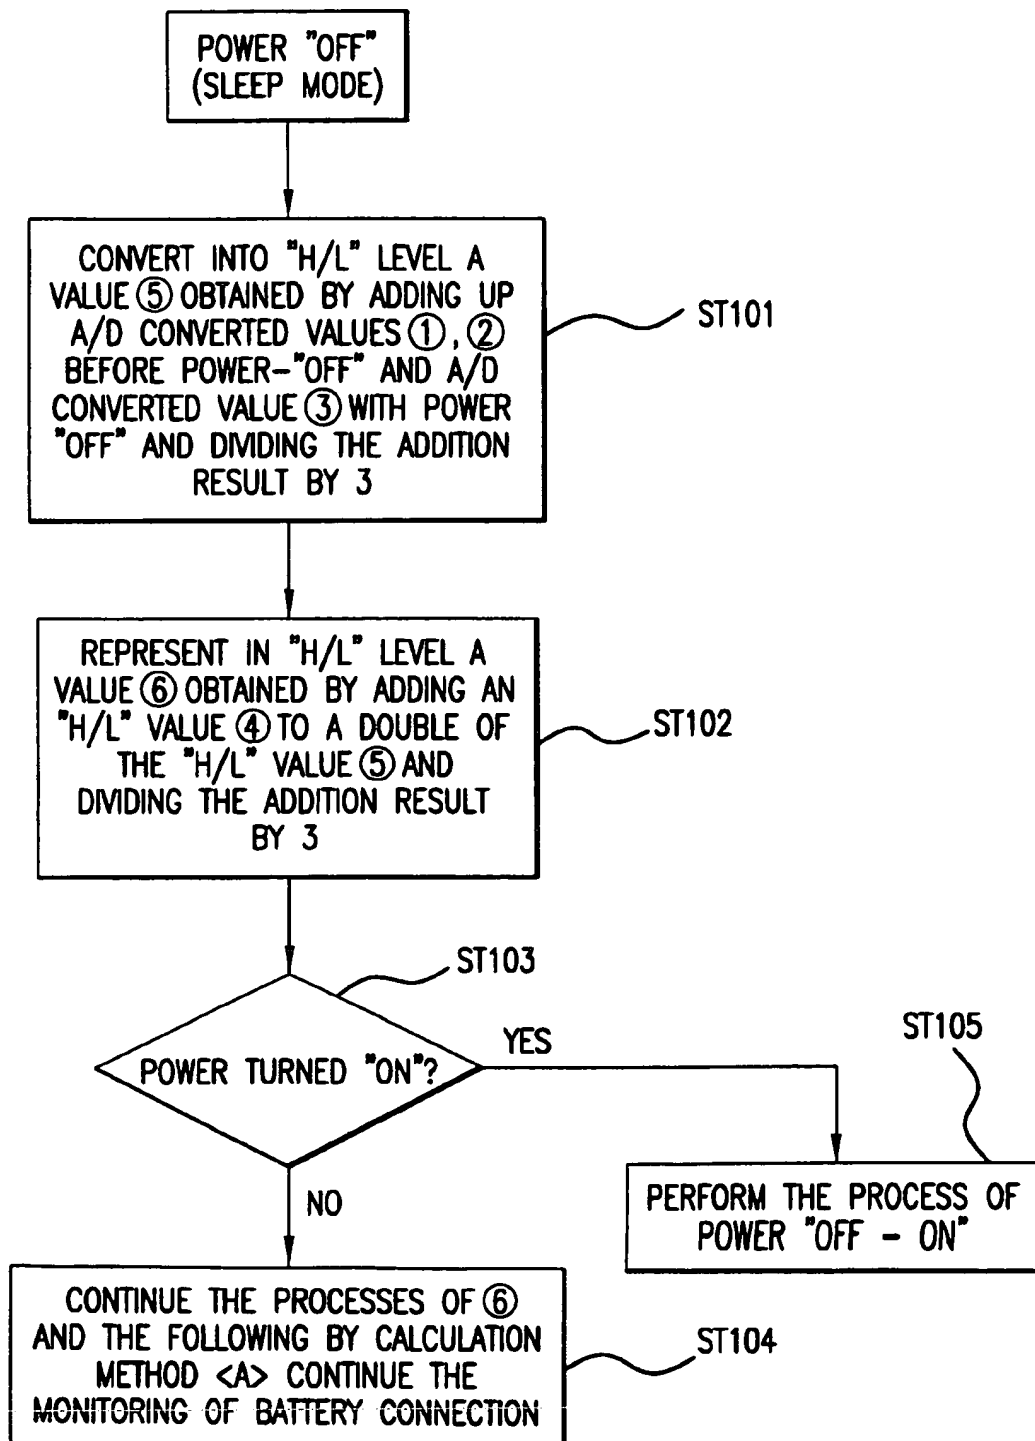 POWER "OFF"
(SLEEP MODE)
CONVERT INTO "H/L" LEVEL A
VALUE ⑤ OBTAINED BY ADDING UP
A/D CONVERTED VALUES ①, ②
BEFORE POWER-"OFF" AND A/D
CONVERTED VALUE ③ WITH POWER
"OFF" AND DIVIDING THE ADDITION
RESULT BY 3
ST101
REPRESENT IN "H/L" LEVEL A
VALUE ⑥ OBTAINED BY ADDING AN
"H/L" VALUE ④ TO A DOUBLE OF
THE "H/L" VALUE ⑤ AND
DIVIDING THE ADDITION RESULT
BY 3
ST102
ST103
POWER TURNED "ON"?
YES
ST105
PERFORM THE PROCESS OF
POWER "OFF - ON"
NO
CONTINUE THE PROCESSES OF ⑥
AND THE FOLLOWING BY CALCULATION
METHOD <A> CONTINUE THE
MONITORING OF BATTERY CONNECTION
ST104